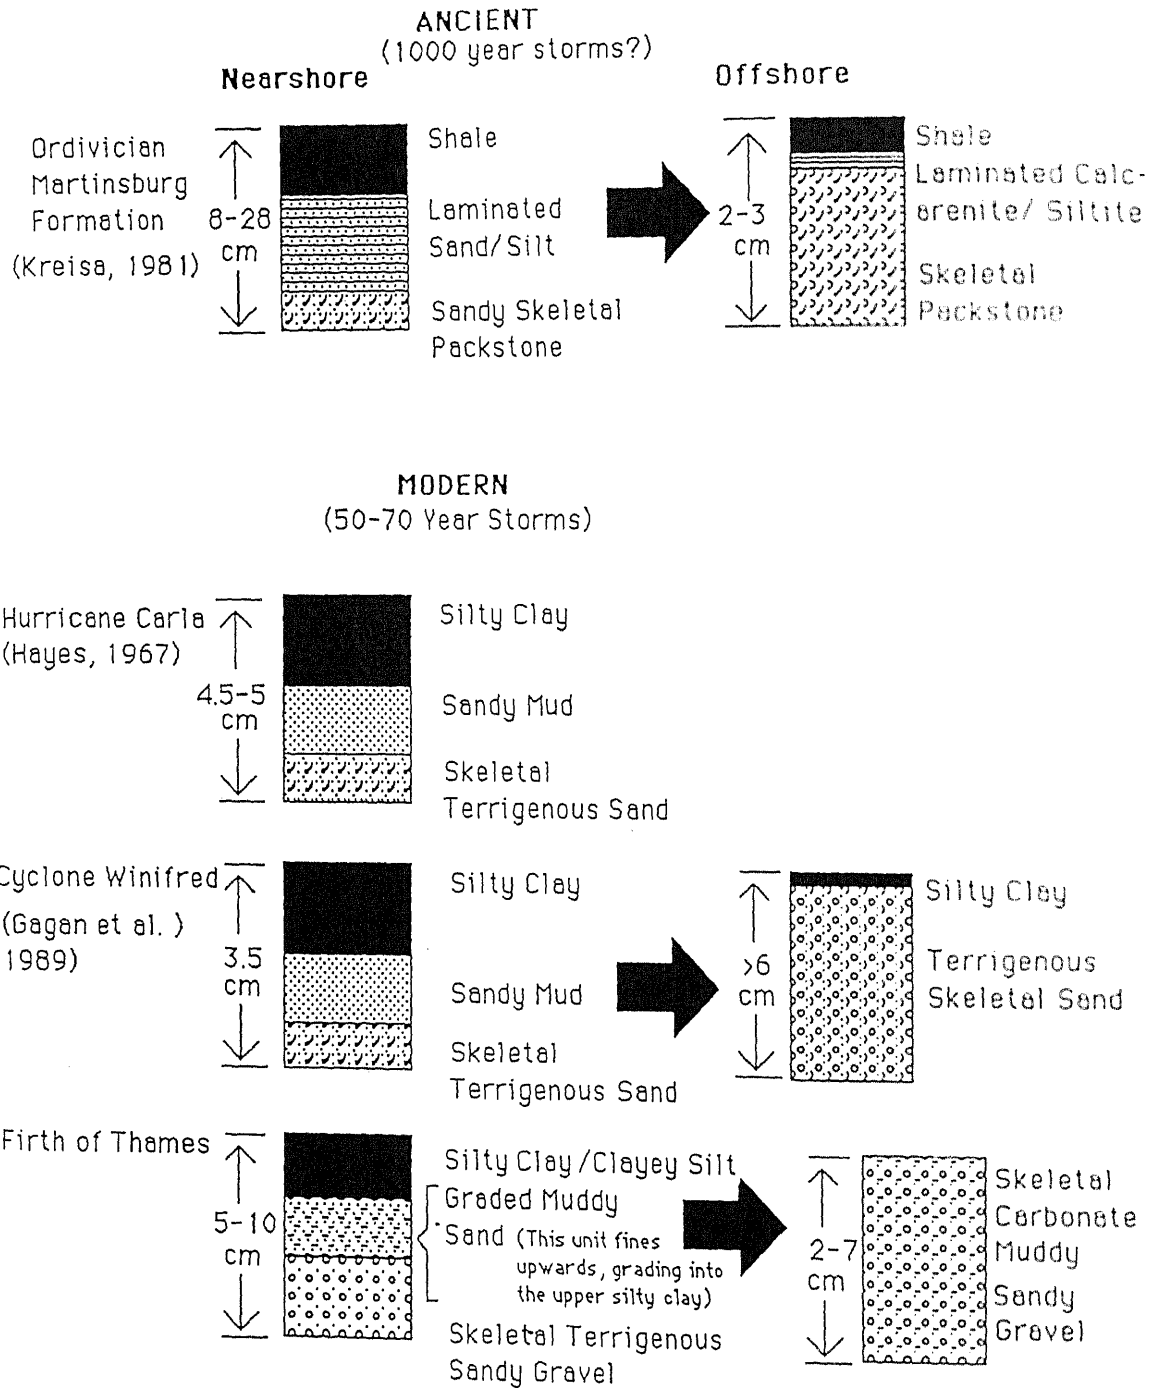 ANCIENT
(1000 year storms?)
Nearshore
Offshore
Ordivician
Martinsburg
Formation
(Kreisa, 1981)
8-28
cm
Shale
Laminated
Sand/Silt
Sandy Skeletal
Packstone
2-3
cm
Shale
Laminated Calc-
arenite/ Siltite
Skeletal
Packstone
MODERN
(50-70 Year Storms)
Hurricane Carla
(Hayes, 1967)
4.5-5
cm
Silty Clay
Sandy Mud
Skeletal
Terrigenous Sand
Cyclone Winifred
(Gagan et al. )
1989)
3.5
cm
Silty Clay
Sandy Mud
Skeletal
Terrigenous Sand
>6
cm
Silty Clay
Terrigenous
Skeletal Sand
Firth of Thames
5-10
cm
Silty Clay/Clayey Silt
Graded Muddy
Sand (This unit fines
upwards, grading into
the upper silty clay)
Skeletal Terrigenous
Sandy Gravel
2-7
cm
Skeletal
Carbonate
Muddy
Sandy
Gravel